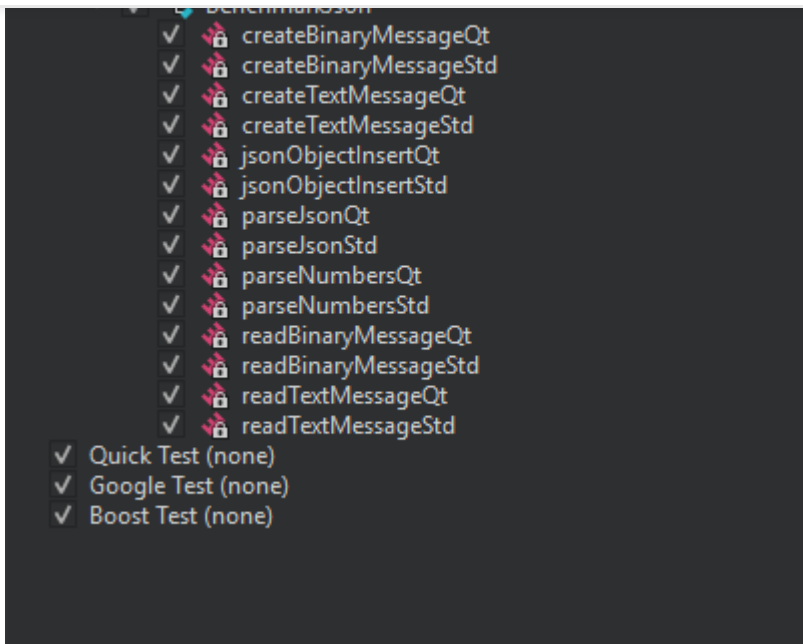 createBinaryMessageQt
createBinaryMessageStd
createTextMessageQt
createTextMessageStd
jsonObjectInsertQt
jsonObjectInsertStd
parseJsonQt
parseJsonStd
parseNumbersQt
parseNumbersStd
readBinaryMessageQt
readBinaryMessageStd
readTextMessageQt
readTextMessageStd
Quick Test (none)
Google Test (none)
Boost Test (none)